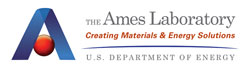 THE Ames Laboratory
Creating Materials & Energy Solutions
U.S. DEPARTMENT OF ENERGY